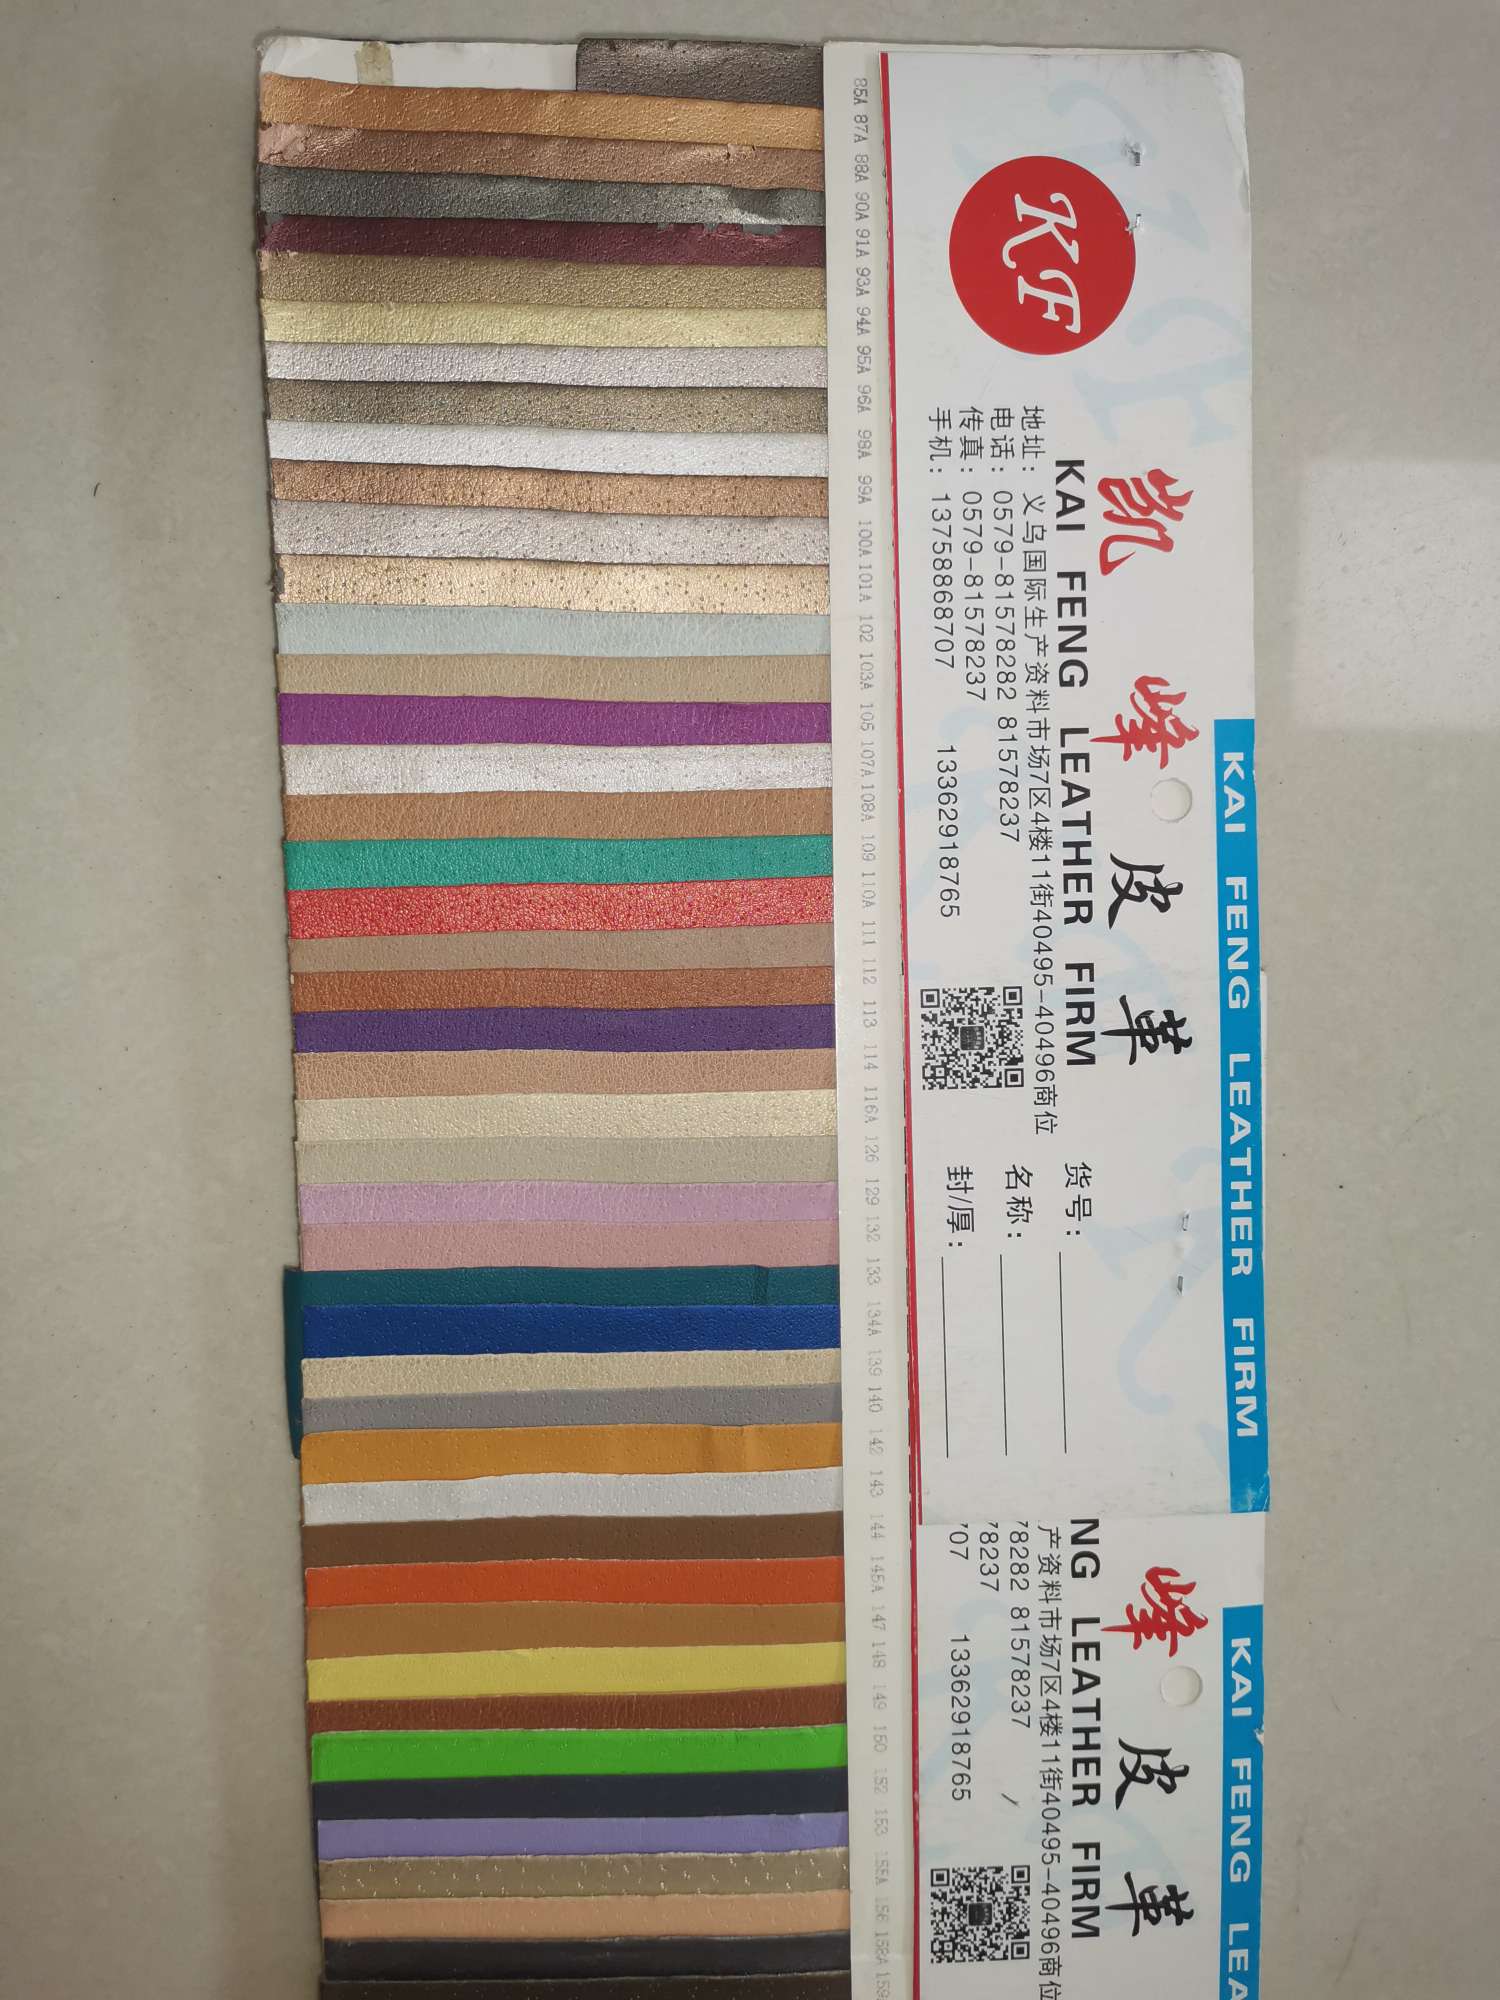 KF
凯峰皮革
KAI FENG LEATHER FIRM
地址: 义乌国际生产资料市场7区4楼11街40495-40496商位
电话: 0579-81578282 81578237
传真: 0579-81578237
手机: 13758868707 13362918765
货号:
名称:
封/厚:
KAI FENG LEATHER FIRM
峰皮革
NG LEATHER FIRM
产资料市场7区4楼11街40495-40496商位
78282 81578237
78237
707 13362918765
KAI FENG LEA
85A 87A 88A 90A 91A 93A 94A 95A 96A 98A 99A 100A 101A 102 103A 105 107A 108A 109 110A 111 112 113 114 116A 126 129 132 133 134A 139 140 142 143 144 145A 147 148 149 150 152 153 155A 156 158A 159